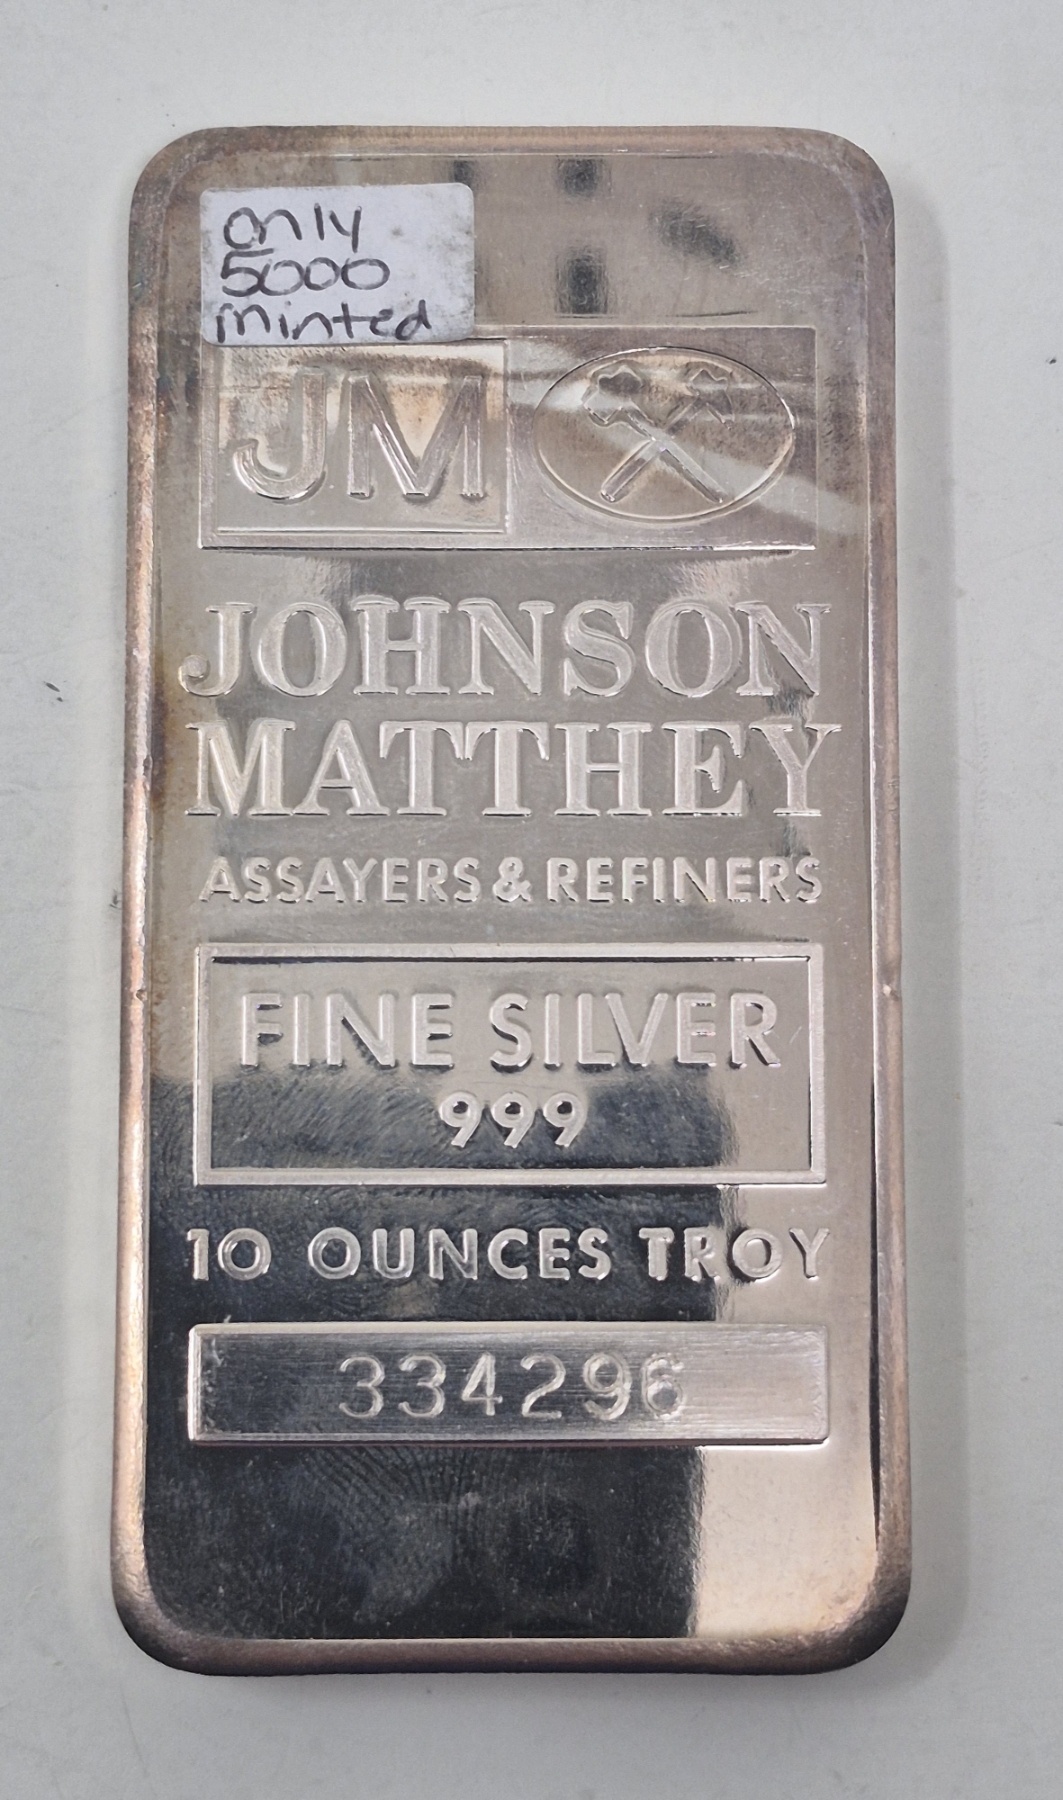 only
5000
minted
JM
JOHNSON
MATTHEY
ASSAYERS & REFINERS
FINE SILVER
999
10 OUNCES TROY
334296